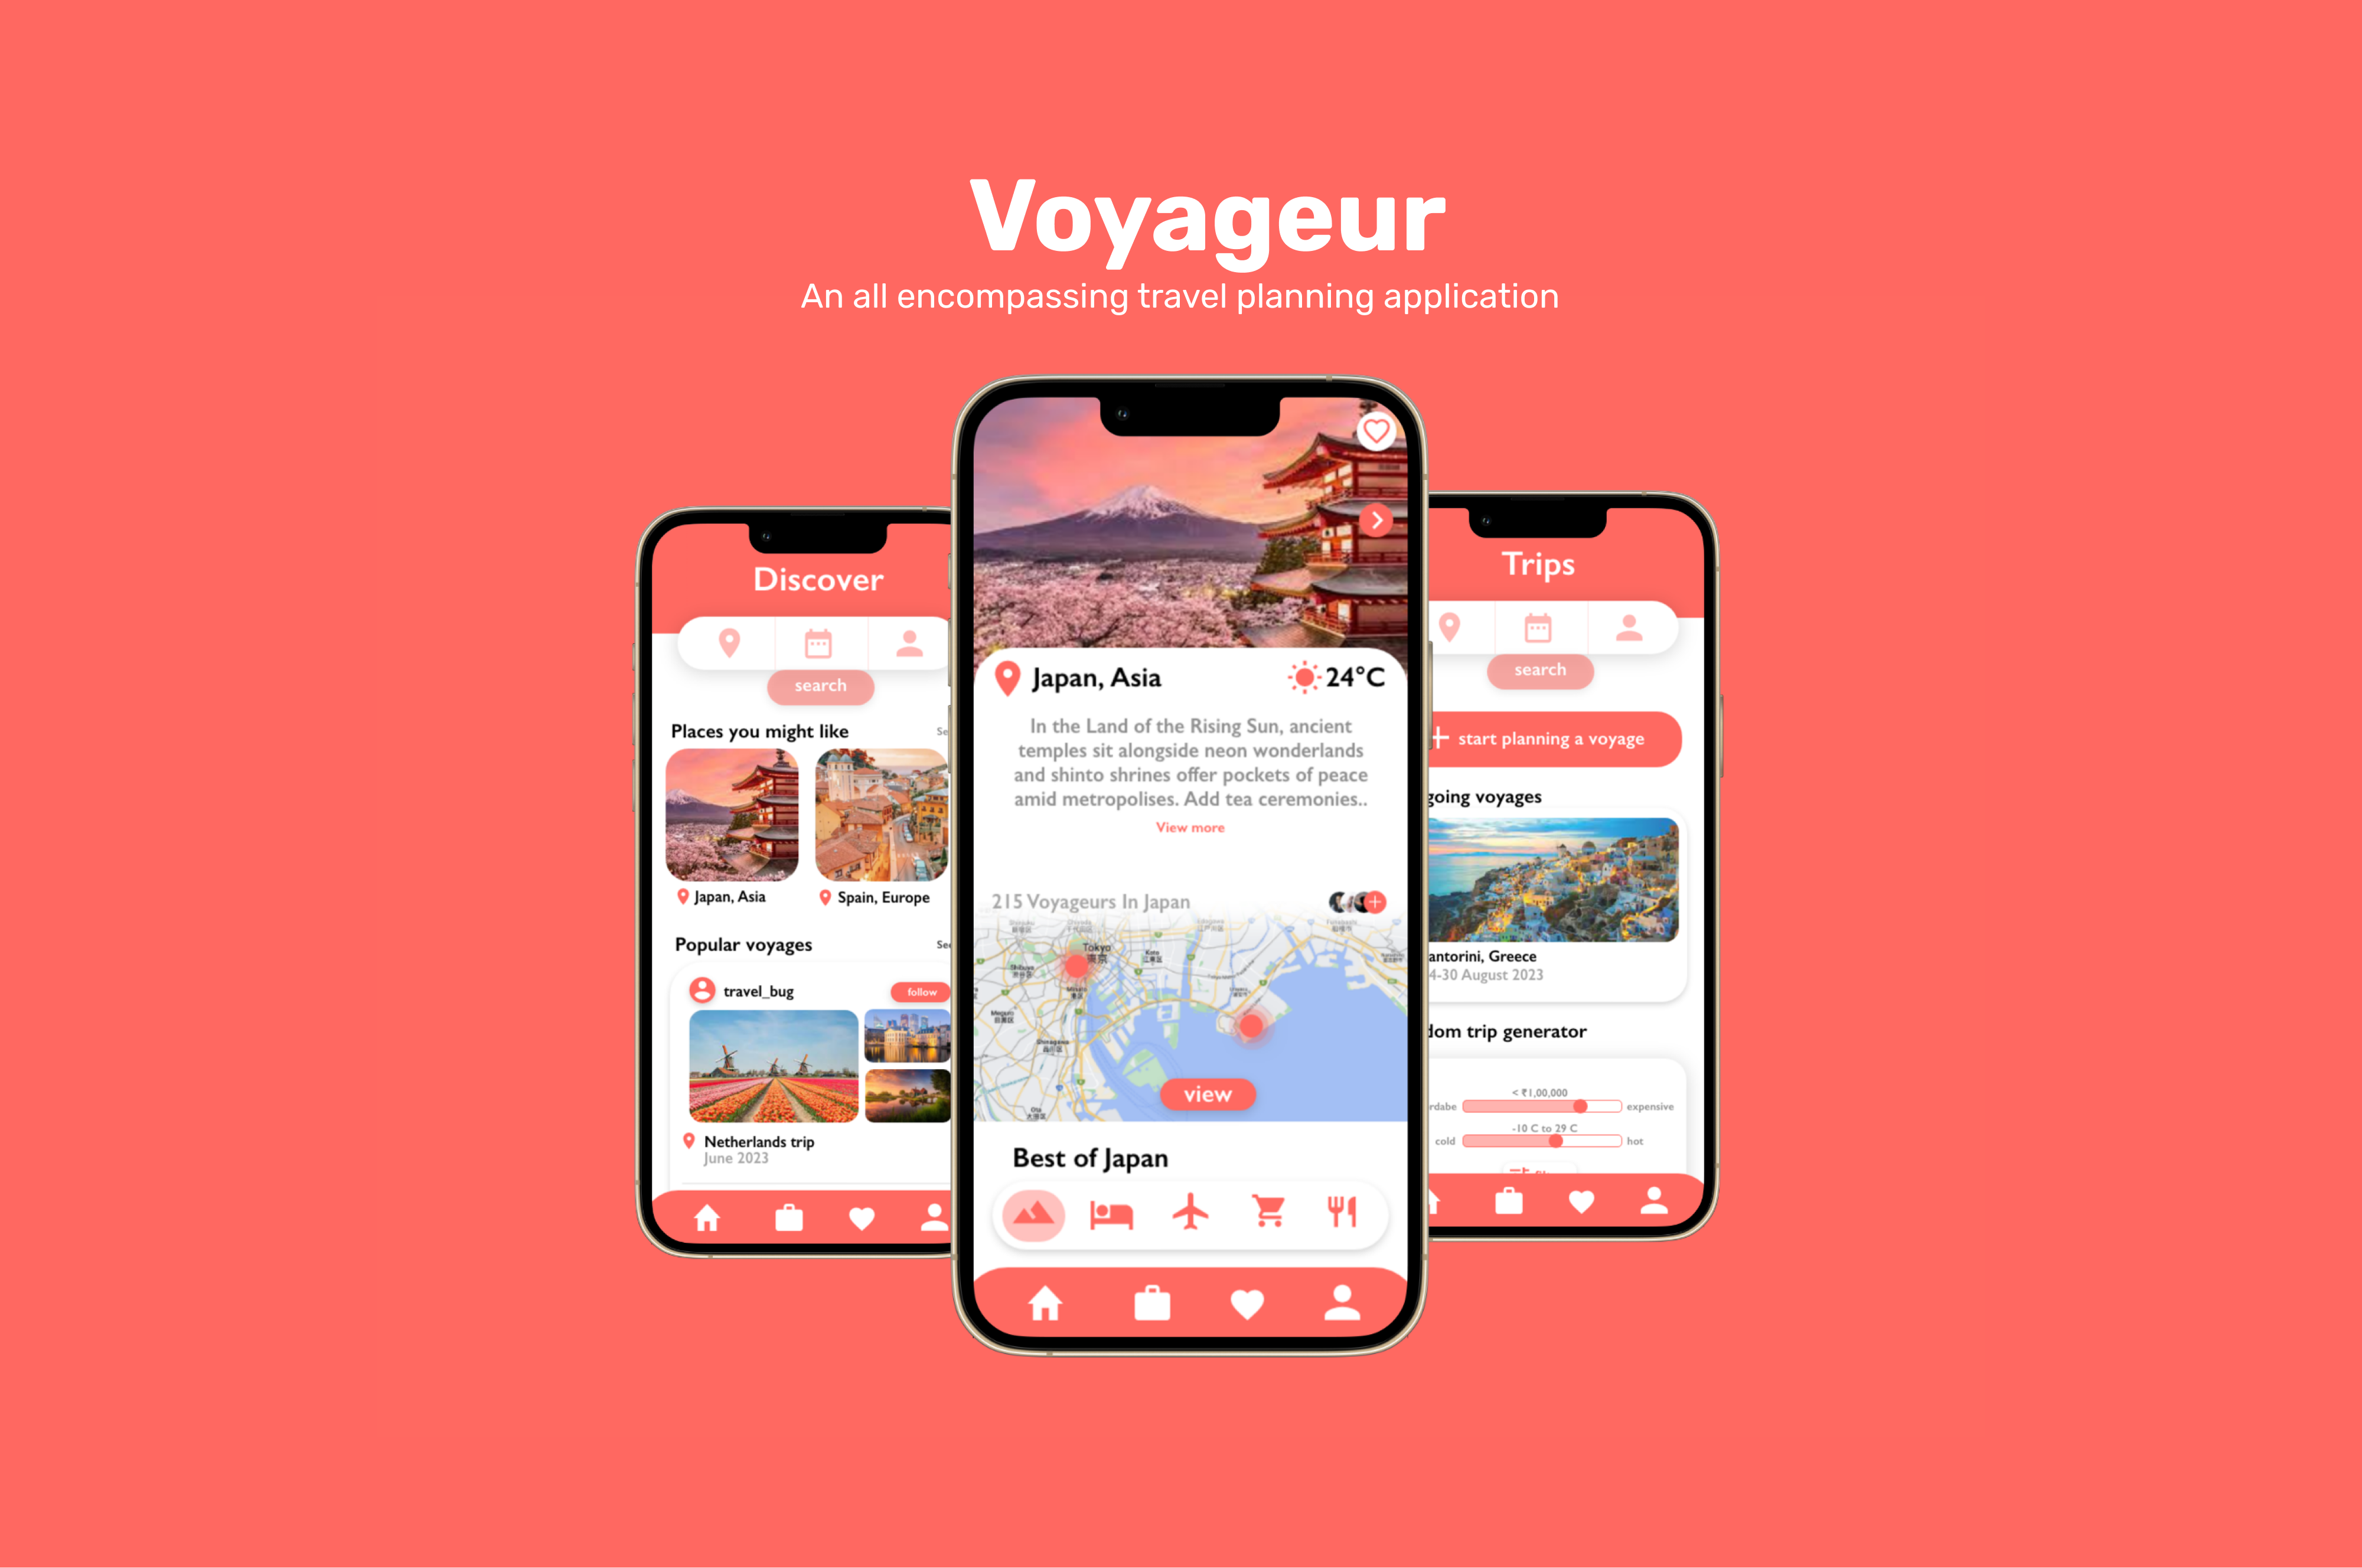 Voyageur
An all encompassing travel planning application
Discover
search
Places you might like
Japan, Asia
Spain, Europe
Popular voyages
travel_bug
follow
Netherlands trip
June 2023
Japan, Asia
24°C
In the Land of the Rising Sun, ancient
temples sit alongside neon wonderlands
and shinto shrines offer pockets of peace
amid metropolises. Add tea ceremonies..
View more
215 Voyageurs In Japan
Tokyo
東京
view
Best of Japan
Trips
search
+ start planning a voyage
going voyages
antorini, Greece
4-30 August 2023
dom trip generator
< ₹1,00,000
rdabe
expensive
-10 C to 29 C
cold
hot